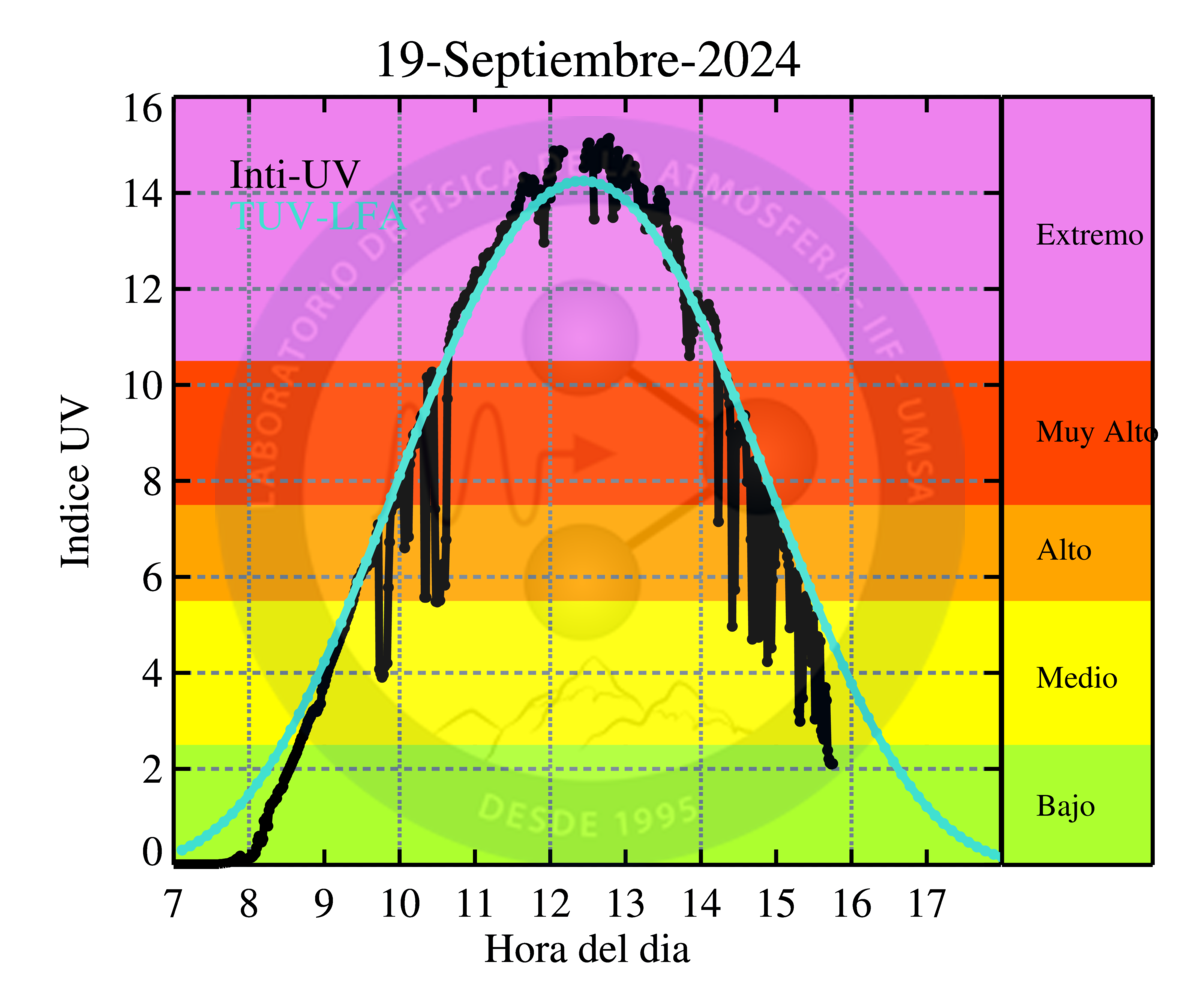 19-Septiembre-2024
Inti-UV
TUV-LFA
LABORATORIO DE FISICA DE LA ATMÓSFERA - IIF - UMSA
DESDE 1995
Indice UV
16
14
12
10
8
6
4
2
0
Extremo
Muy Alto
Alto
Medio
Bajo
7 8 9 10 11 12 13 14 15 16 17
Hora del dia